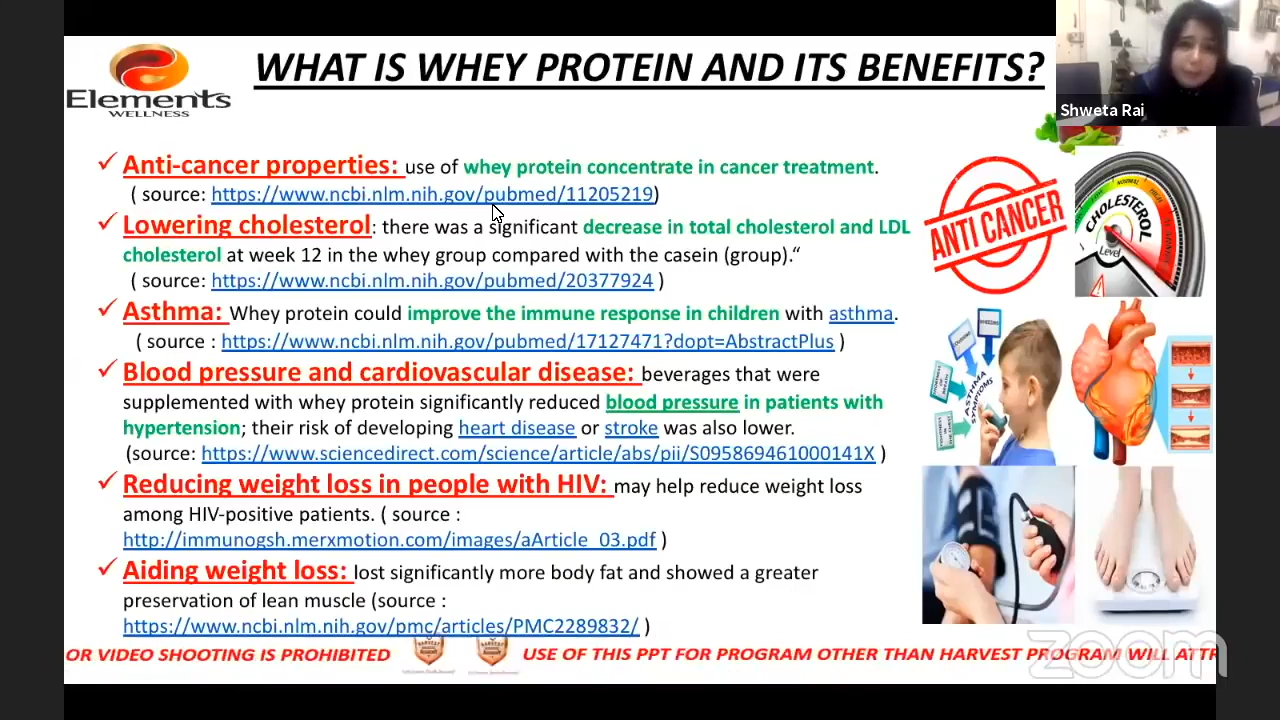 Elements
WELLNESS
WHAT IS WHEY PROTEIN AND ITS BENEFITS?
Shweta Rai
✓ Anti-cancer properties: use of whey protein concentrate in cancer treatment.
( source: https://www.ncbi.nlm.nih.gov/pubmed/11205219)
✓ Lowering cholesterol: there was a significant decrease in total cholesterol and LDL
cholesterol at week 12 in the whey group compared with the casein (group).“
( source: https://www.ncbi.nlm.nih.gov/pubmed/20377924 )
✓ Asthma: Whey protein could improve the immune response in children with asthma.
( source : https://www.ncbi.nlm.nih.gov/pubmed/17127471?dopt=AbstractPlus )
✓ Blood pressure and cardiovascular disease: beverages that were
supplemented with whey protein significantly reduced blood pressure in patients with
hypertension; their risk of developing heart disease or stroke was also lower.
(source: https://www.sciencedirect.com/science/article/abs/pii/S095869461000141X )
✓ Reducing weight loss in people with HIV: may help reduce weight loss
among HIV-positive patients. ( source :
http://immunogsh.merxmotion.com/images/aArticle_03.pdf )
✓ Aiding weight loss: lost significantly more body fat and showed a greater
preservation of lean muscle (source :
https://www.ncbi.nlm.nih.gov/pmc/articles/PMC2289832/ )
ANTI CANCER
NORMAL
HIGH
CHOLESTEROL
Level
ASTHMA
SYMPTOMS
WHEEZING
OR VIDEO SHOOTING IS PROHIBITED
HARVEST
HARVEST
USE OF THIS PPT FOR PROGRAM OTHER THAN HARVEST PROGRAM WILL ATTR
zoom